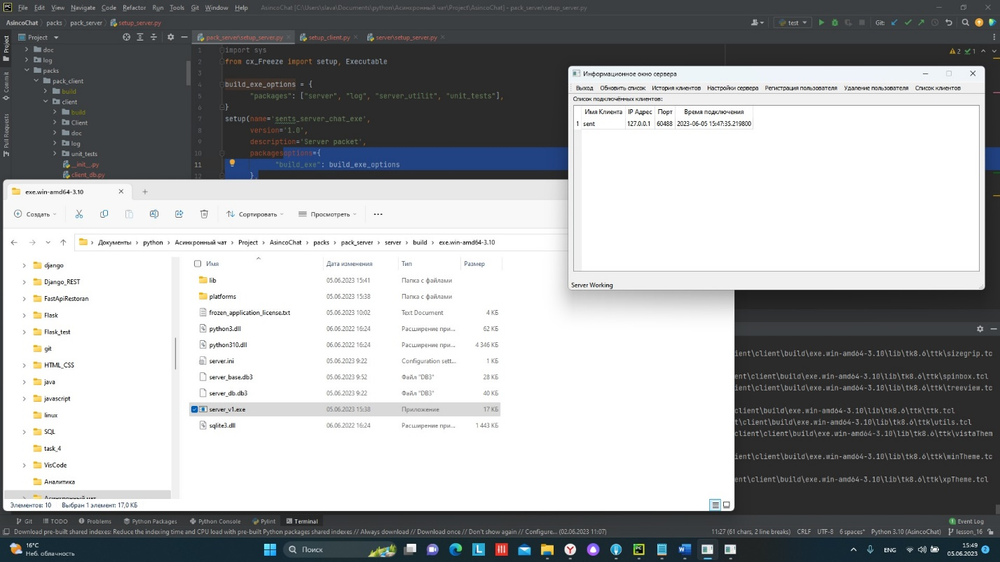 File Edit View Navigate Code Refactor Run Tools Git Window Help AsincoChat [C:\Users\slava\Documents\python\Асинхронный чат\Project\AsincoChat] - pack_server/setup_server.py
AsincoChat packs pack_server setup_server.py test Git:
Project
Commit
Pull Requests
Project
doc
log
packs
pack_client
build
client
build
Client
doc
log
unit_tests
__init__.py
client_db.py
pack_server\setup_server.py setup_client.py server\setup_server.py
2 1
1 import sys
2 from cx_Freeze import setup, Executable
3
4 build_exe_options = {
5 "packages": ["server", "log", "server_utilit", "unit_tests"],
6 }
7 setup(name='sents_server_chat_exe',
8 version='1.0',
9 description='Server packet',
10 packagesoptions={
11 "build_exe": build_exe_options
12 },
Информационное окно сервера
Выход Обновить список История клиентов Настройки сервера Регистрация пользователя Удаление пользователя Список клиентов
Список подключённых клиентов:
Имя Клиента IP Адрес Порт Время подключения
1 sent 127.0.0.1 60488 2023-06-05 15:47:35.219800
Server Working
exe.win-amd64-3.10
Создать Сортировать Просмотреть
Документы python Асинхронный чат Project AsincoChat packs pack_server server build exe.win-amd64-3.10
django
Django_REST
FastApiRestoran
Flask
Flask_test
git
HTML_CSS
java
javascript
linux
SQL
task_4
VisCode
Аналитика
Асинхронный чат
Имя Дата изменения Тип Размер
lib 05.06.2023 15:41 Папка с файлами
platforms 05.06.2023 15:38 Папка с файлами
frozen_application_license.txt 05.06.2023 10:02 Text Document 4 КБ
python3.dll 06.06.2022 16:24 Расширение при... 62 КБ
python310.dll 06.06.2022 16:24 Расширение при... 4 346 КБ
server.ini 05.06.2023 9:22 Configuration sett... 1 КБ
server_base.db3 05.06.2023 9:52 Файл "DB3" 28 КБ
server_db.db3 05.06.2023 9:22 Файл "DB3" 40 КБ
server_v1.exe 05.06.2023 15:38 Приложение 17 КБ
sqlite3.dll 06.06.2022 16:24 Расширение при... 1 443 КБ
Элементов: 10 Выбран 1 элемент: 17,0 КБ
ient\client\build\exe.win-amd64-3.10\lib\tk8.6\ttk\sizegrip.tc
ent\client\build\exe.win-amd64-3.10\lib\tk8.6\ttk\spinbox.tcl
ient\client\build\exe.win-amd64-3.10\lib\tk8.6\ttk\treeview.tc
\client\build\exe.win-amd64-3.10\lib\tk8.6\ttk\ttk.tcl
t\client\build\exe.win-amd64-3.10\lib\tk8.6\ttk\utils.tcl
\client\build\exe.win-amd64-3.10\lib\tk8.6\ttk\vistaThem
ent\client\build\exe.win-amd64-3.10\lib\tk8.6\ttk\winTheme.tc
ent\client\build\exe.win-amd64-3.10\lib\tk8.6\ttk\xpTheme.tcl
Git TODO Problems Python Packages Python Console Pylint Terminal 1 Event Log
Download pre-built shared indexes: Reduce the indexing time and CPU load with pre-built Python packages shared indexes // Always download // Download once // Don't show again // Configure... (02.06.2023 11:07) 11:27 (61 chars, 2 line breaks) CRLF UTF-8 6 spaces* Python 3.10 (AsincoChat) lesson_16
16°C
Неб. облачность
Поиск
ENG
15:49
05.06.2023
2